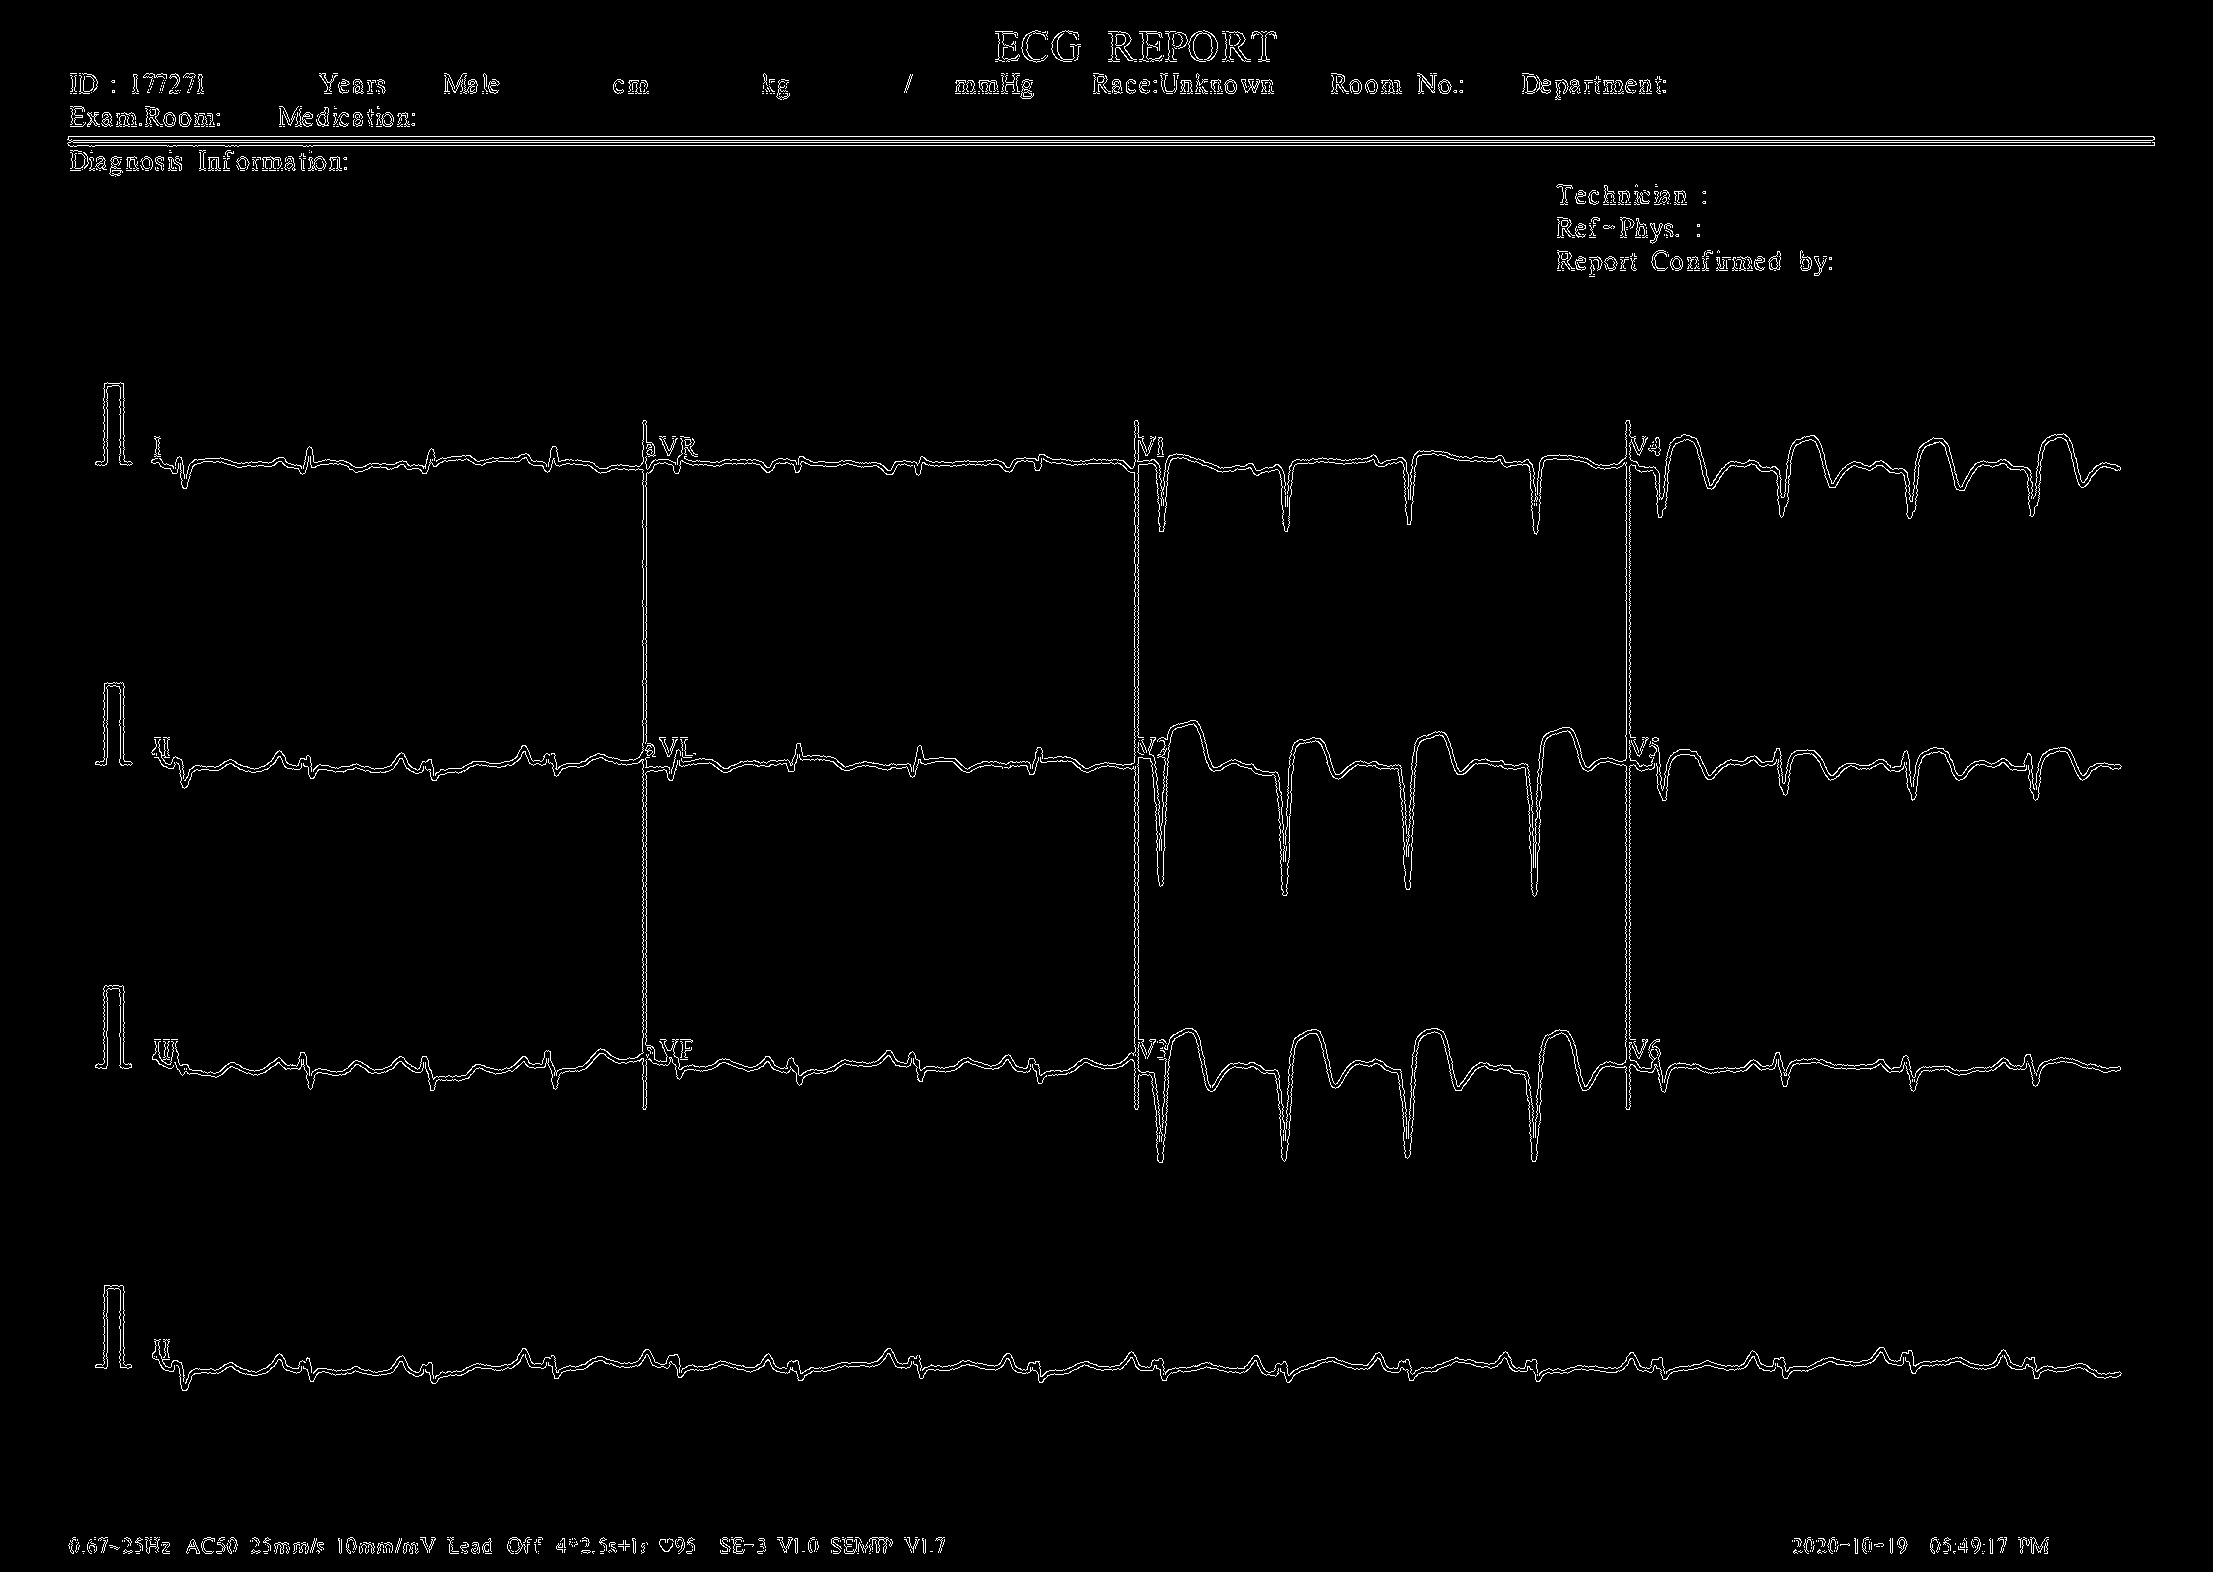 ECG REPORT
ID : 177271 Years Male cm kg / mmHg Race:Unknown Room No.: Department:
Exam.Room: Medication:
Diagnosis Information:
Technician :
Ref-Phys. :
Report Confirmed by:
I aVR V1 V4
II aVL V2 V5
III aVF V3 V6
II
0.67~25Hz AC50 25mm/s 10mm/mV Lead Off 4*2.5s+1r ♡95 SE-3 V1.0 SEMIP V1.7 2020-10-19 05:49:17 PM